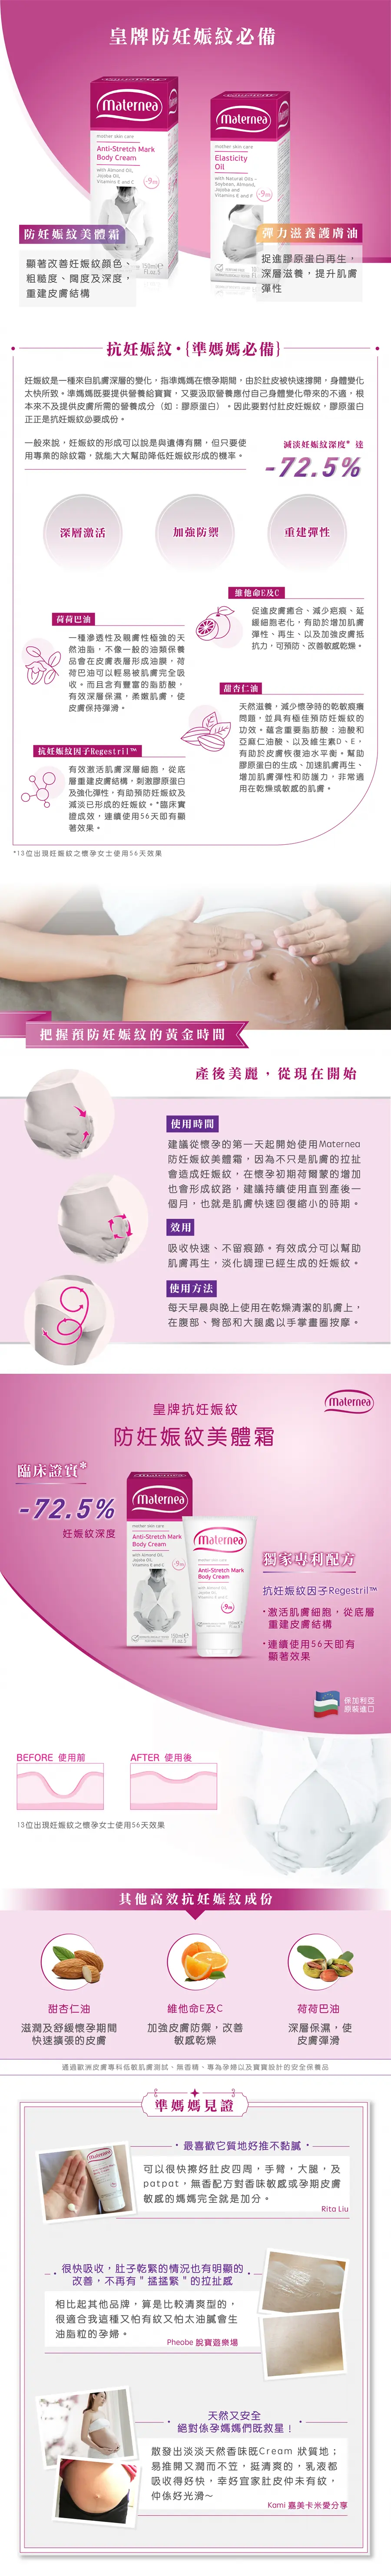 皇牌防妊娠紋必備
Maternea
mother skin care
Anti-Stretch Mark
Body Cream
with Almond Oil,
Jojoba Oil,
Vitamins E and C
Maternea
mother skin care
Elasticity
Oil
with Natural Oils –
Soybean, Almond,
Jojoba and
Vitamins E and F
防妊娠紋美體霜
顯著改善妊娠紋顏色、
粗糙度、闊度及深度，
重建皮膚結構
彈力滋養護膚油
促進膠原蛋白再生，
深層滋養，提升肌膚
彈性
抗妊娠紋・{準媽媽必備}
妊娠紋是一種來自肌膚深層的變化，指準媽媽在懷孕期間，由於肚皮被快速撐開，身體變化
太快所致。準媽媽既要提供營養給寶寶，又要汲取營養應付自己身體變化帶來的不適，根
本來不及提供皮膚所需的營養成分（如：膠原蛋白）。因此要對付肚皮妊娠紋，膠原蛋白
正正是抗妊娠紋必要成份。
一般來說，妊娠紋的形成可以說是與遺傳有關，但只要使
用專業的除紋霜，就能大大幫助降低妊娠紋形成的機率。
減淡妊娠紋深度* 達
-72.5%
深層激活
加強防禦
重建彈性
荷荷巴油
一種滲透性及親膚性極強的天
然油脂，不像一般的油類保養
品會在皮膚表層形成油膜，荷
荷巴油可以輕易被肌膚完全吸
收。而且含有豐富的脂肪酸，
有效深層保濕，柔嫩肌膚，使
皮膚保持彈滑。
維他命E及C
促進皮膚癒合、減少疤痕、延
緩細胞老化，有助於增加肌膚
彈性、再生、以及加強皮膚抵
抗力，可預防、改善敏感乾燥。
甜杏仁油
天然滋養，減少懷孕時的乾敏痕癢
問題，並具有極佳預防妊娠紋的
功效。蘊含重要脂肪酸：油酸和
亞麻仁油酸、以及維生素D、E，
有助於皮膚恢復油水平衡。幫助
膠原蛋白的生成、加速肌膚再生、
增加肌膚彈性和防護力，非常適
用在乾燥或敏感的肌膚。
抗妊娠紋因子Regestril™
有效激活肌膚深層細胞，從底
層重建皮膚結構，刺激膠原蛋白
及強化彈性，有助預防妊娠紋及
減淡已形成的妊娠紋。*臨床實
證成效，連續使用56天即有顯
著效果。
*13位出現妊娠紋之懷孕女士使用56天效果
把握預防妊娠紋的黃金時間
產後美麗，從現在開始
使用時間
建議從懷孕的第一天起開始使用Maternea
防妊娠紋美體霜，因為不只是肌膚的拉扯
會造成妊娠紋，在懷孕初期荷爾蒙的增加
也會形成紋路，建議持續使用直到產後一
個月，也就是肌膚快速回復縮小的時期。
效用
吸收快速、不留痕跡。有效成分可以幫助
肌膚再生，淡化調理已經生成的妊娠紋。
使用方法
每天早晨與晚上使用在乾燥清潔的肌膚上，
在腹部、臀部和大腿處以手掌畫圈按摩。
Maternea
皇牌抗妊娠紋
防妊娠紋美體霜
臨床證實*
-72.5%
妊娠紋深度
Maternea
mother skin care
Anti-Stretch Mark
Body Cream
with Almond Oil,
Jojoba Oil,
Vitamins E and C
Maternea
mother skin care
Anti-Stretch Mark
Body Cream
獨家專利配方
抗妊娠紋因子Regestril™
・激活肌膚細胞，從底層
重建皮膚結構
・連續使用56天即有
顯著效果
保加利亞
原裝進口
BEFORE 使用前
AFTER 使用後
13位出現妊娠紋之懷孕女士使用56天效果
其他高效抗妊娠紋成份
甜杏仁油
滋潤及舒緩懷孕期間
快速擴張的皮膚
維他命E及C
加強皮膚防禦，改善
敏感乾燥
荷荷巴油
深層保濕，使
皮膚彈滑
通過歐洲皮膚專科低敏肌膚測試、無香精、專為孕婦以及寶寶設計的安全保養品
準媽媽見證
・最喜歡它質地好推不黏膩・
可以很快擦好肚皮四周，手臂，大腿，及
patpat，無香配方對香味敏感或孕期皮膚
敏感的媽媽完全就是加分。
Rita Liu
很快吸收，肚子乾緊的情況也有明顯的
改善，不再有"搖搖緊"的拉扯感
相比起其他品牌，算是比較清爽型的，
很適合我這種又怕有紋又怕太油膩會生
油脂粒的孕婦。
Pheobe 說寶遊樂場
天然又安全
絕對係孕媽媽們既救星！
散發出淡淡天然香味既Cream 狀質地；
易推開又潤而不笠，挺清爽的，乳液都
吸收得好快，幸好宜家肚皮仲未有紋，
仲係好光滑～
Kami 嘉美卡米愛分享